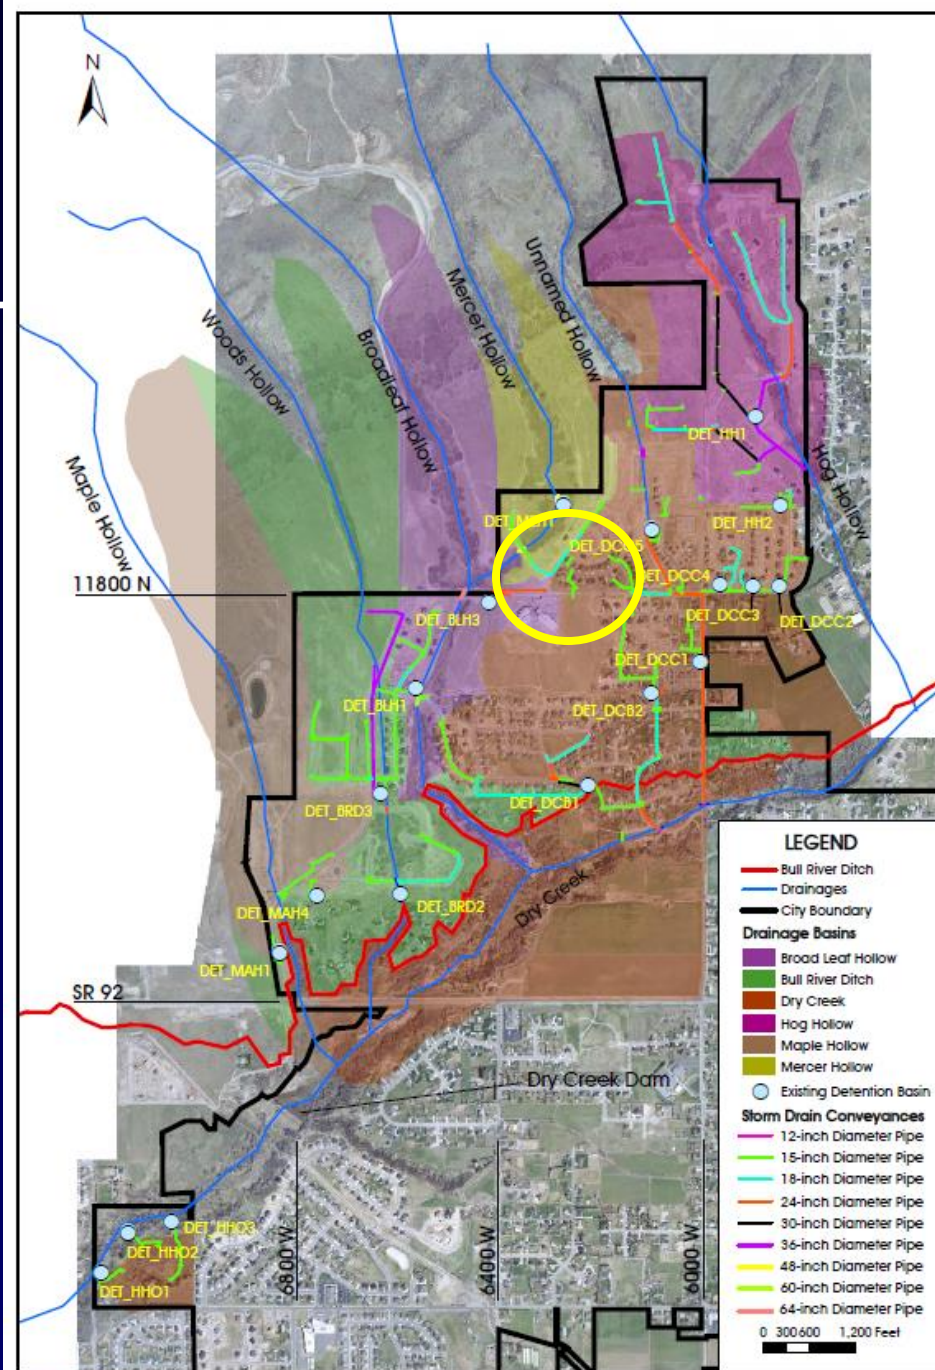 N
Woods Hollow
Broadleaf Hollow
Mercer Hollow
Unnamed Hollow
Maple Hollow
Hog Hollow
DET_HH1
DET_HH2
11800 N
DET_DCC4
DET_DCC3
DET_DCC2
DET_BLH3
DET_DCC1
DET_BLH1
DET_DCB2
DET_BRD3
DET_DCB1
DET_MAH4
DET_BRD2
Dry Creek
DET_MAH1
SR 92
Dry Creek Dam
6800 W
6400 W
6000 W
DET_HHO3
DET_HHO2
DET_HHO1
LEGEND
Bull River Ditch
Drainages
City Boundary
Drainage Basins
Broad Leaf Hollow
Bull River Ditch
Dry Creek
Hog Hollow
Maple Hollow
Mercer Hollow
Existing Detention Basin
Storm Drain Conveyances
12-inch Diameter Pipe
15-inch Diameter Pipe
18-inch Diameter Pipe
24-inch Diameter Pipe
30-inch Diameter Pipe
36-inch Diameter Pipe
48-inch Diameter Pipe
60-inch Diameter Pipe
64-inch Diameter Pipe
0 300 600 1,200 Feet